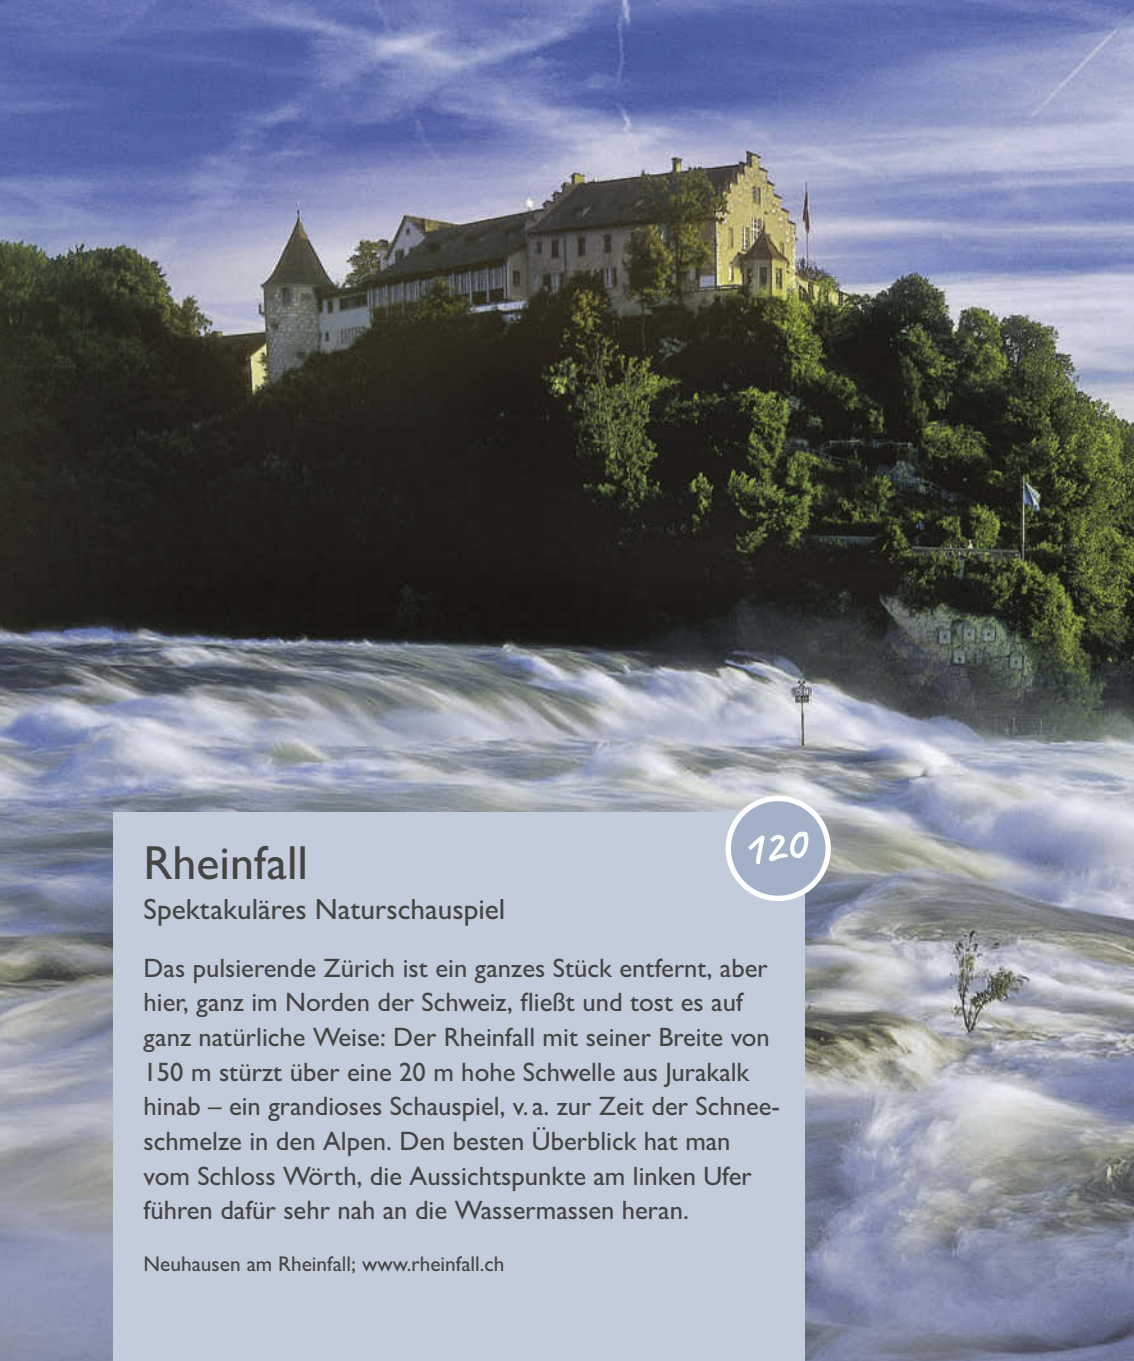 120
Rheinfall
Spektakuläres Naturschauspiel
Das pulsierende Zürich ist ein ganzes Stück entfernt, aber
hier, ganz im Norden der Schweiz, fließt und tost es auf
ganz natürliche Weise: Der Rheinfall mit seiner Breite von
150 m stürzt über eine 20 m hohe Schwelle aus Jurakalk
hinab – ein grandioses Schauspiel, v. a. zur Zeit der Schnee-
schmelze in den Alpen. Den besten Überblick hat man
vom Schloss Wörth, die Aussichtspunkte am linken Ufer
führen dafür sehr nah an die Wassermassen heran.
Neuhausen am Rheinfall; www.rheinfall.ch